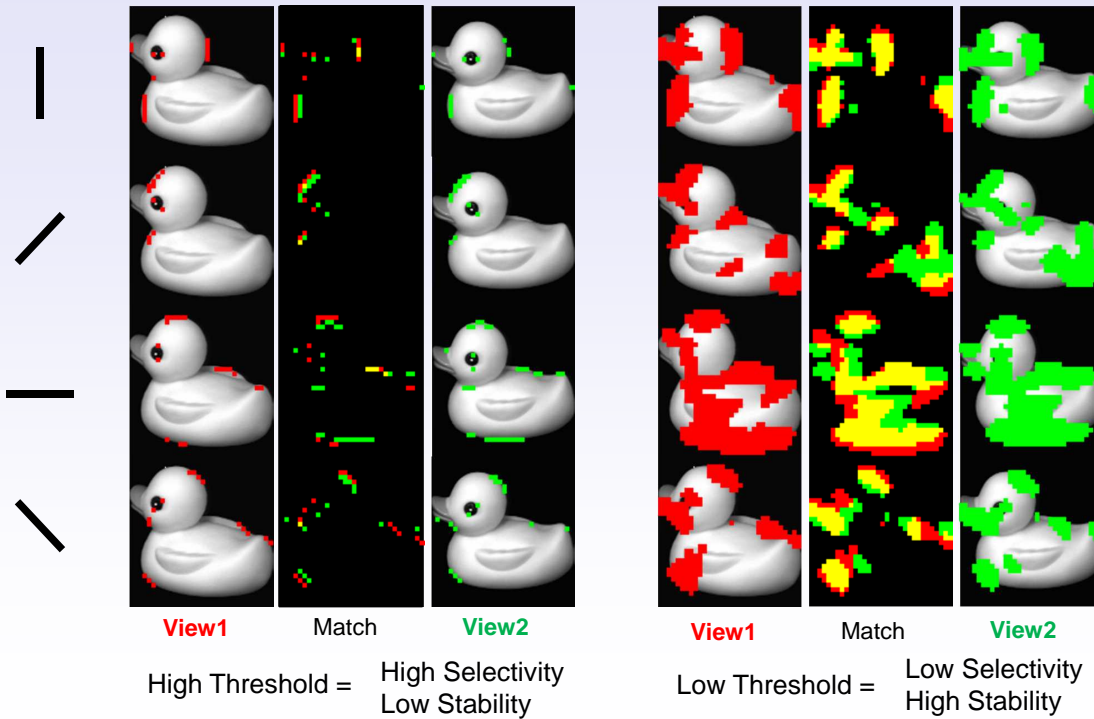 View1 Match View2
High Threshold = High Selectivity
Low Stability
View1 Match View2
Low Threshold = Low Selectivity
High Stability